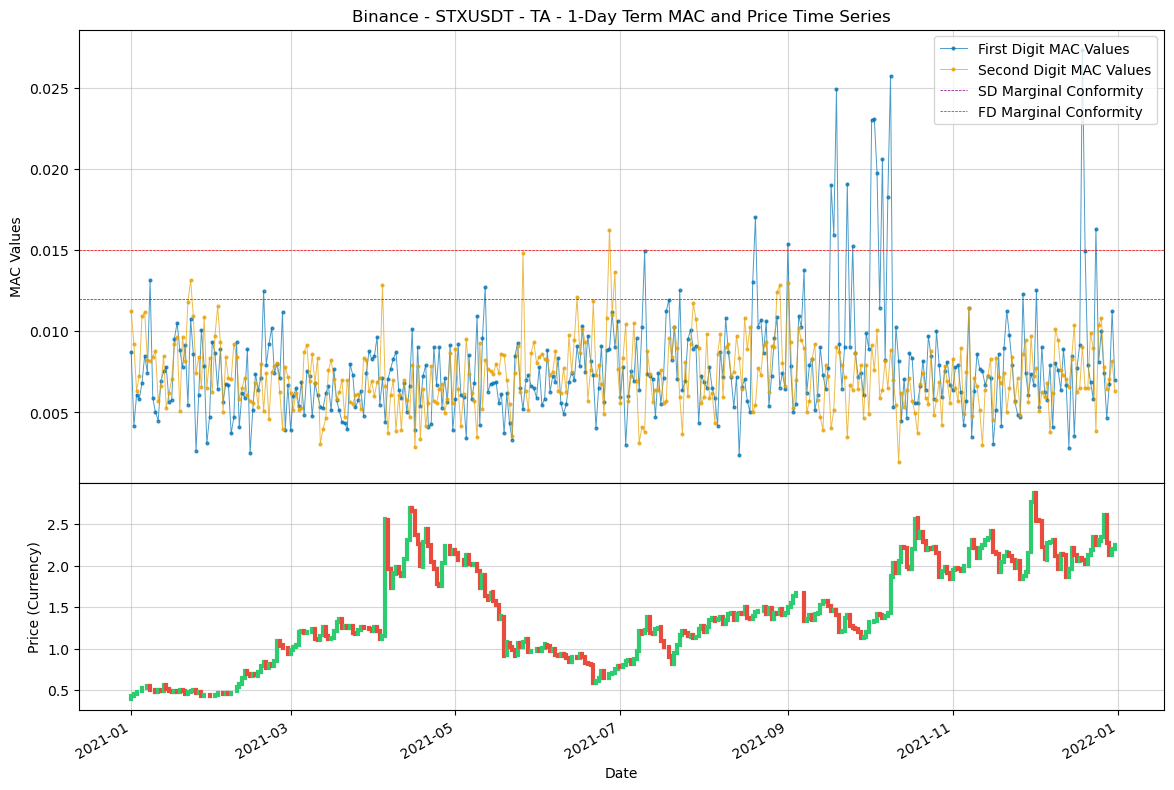 Binance - STXUSDT - TA - 1-Day Term MAC and Price Time Series
First Digit MAC Values
Second Digit MAC Values
SD Marginal Conformity
FD Marginal Conformity
MAC Values
0.025
0.020
0.015
0.010
0.005
Price (Currency)
2.5
2.0
1.5
1.0
0.5
2021-01
2021-03
2021-05
2021-07
2021-09
2021-11
2022-01
Date